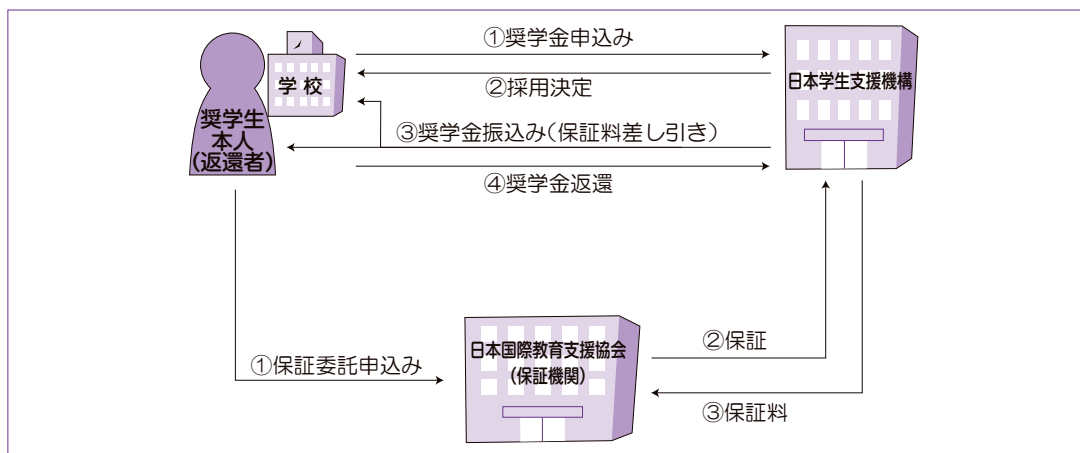 ①奨学金申込み
学校
日本学生支援機構
②採用決定
奨学生
本人
(返還者)
③奨学金振込み(保証料差し引き)
④奨学金返還
①保証委託申込み
日本国際教育支援協会
(保証機関)
②保証
③保証料